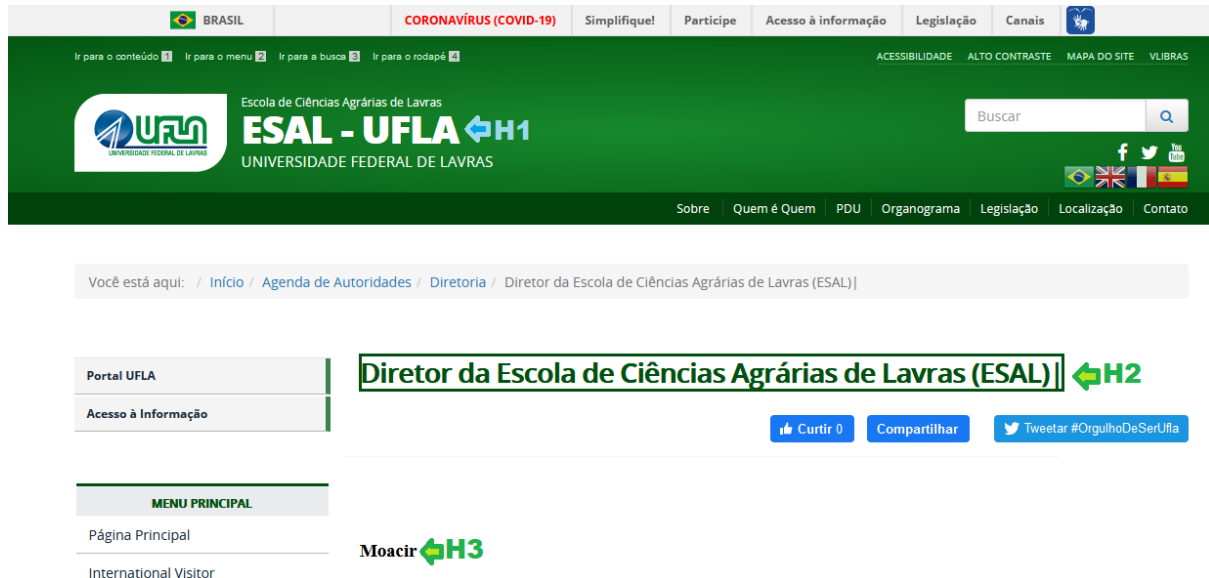 BRASIL CORONAVÍRUS (COVID-19) Simplifique! Participe Acesso à informação Legislação Canais
Ir para o conteúdo 1 Ir para o menu 2 Ir para a busca 3 Ir para o rodapé 4 ACESSIBILIDADE ALTO CONTRASTE MAPA DO SITE VLIBRAS
Escola de Ciências Agrárias de Lavras
UFLA
UNIVERSIDADE FEDERAL DE LAVRAS
ESAL - UFLA H1
UNIVERSIDADE FEDERAL DE LAVRAS
Buscar
f You Tube
Sobre Quem é Quem PDU Organograma Legislação Localização Contato
Você está aqui: / Início / Agenda de Autoridades / Diretoria / Diretor da Escola de Ciências Agrárias de Lavras (ESAL)|
Portal UFLA
Acesso à Informação
Diretor da Escola de Ciências Agrárias de Lavras (ESAL)| H2
Curtir 0 Compartilhar Tweetar #OrgulhoDeSerUfla
MENU PRINCIPAL
Página Principal
International Visitor
Moacir H3